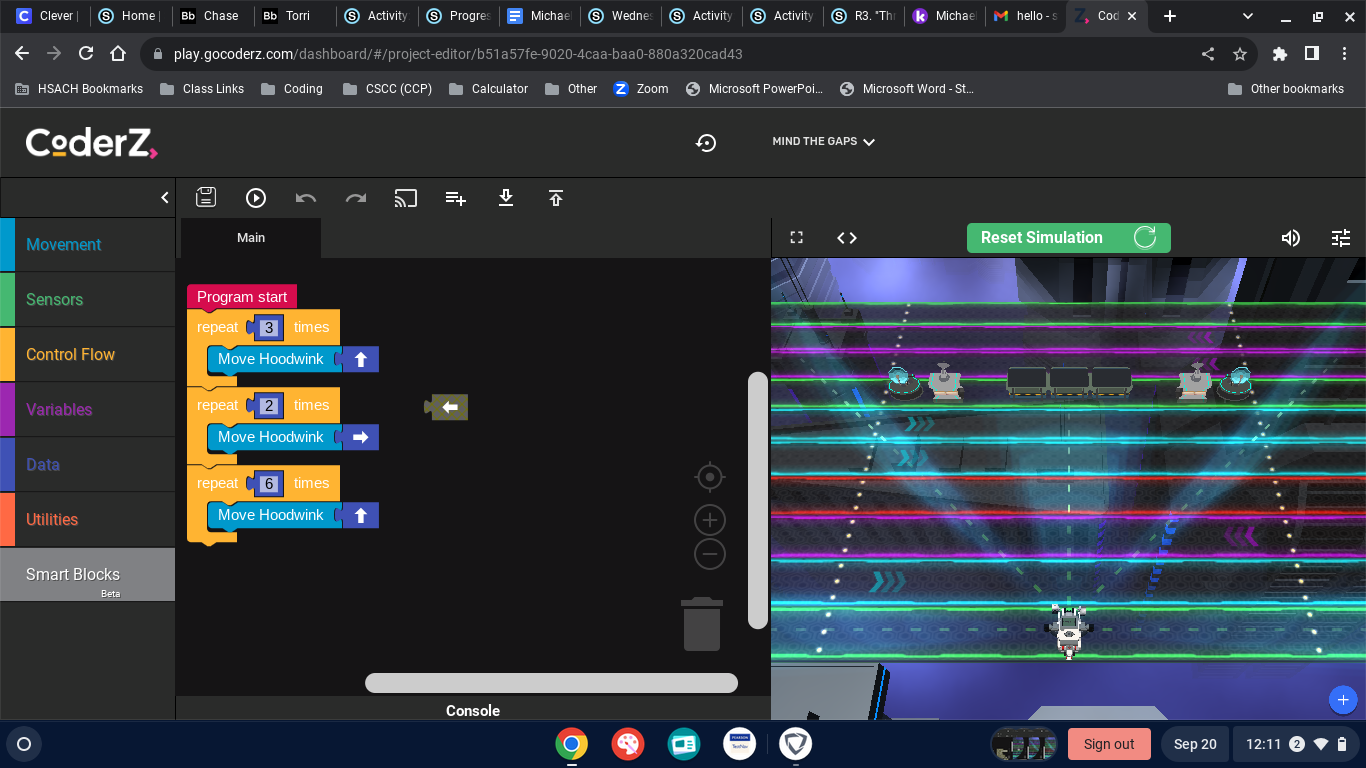 Clever |
Home |
Bb Chase
Bb Torri
Activity
Progres
Michael
Wednes
Activity
Activity
R3. "Thr
Michael
hello - s
Cod
play.gocoderz.com/dashboard/#/project-editor/b51a57fe-9020-4caa-baa0-880a320cad43
HSACH Bookmarks
Class Links
Coding
CSCC (CCP)
Calculator
Other
Zoom
Microsoft PowerPoi...
Microsoft Word - St...
Other bookmarks
CoderZ
MIND THE GAPS
Movement
Sensors
Control Flow
Variables
Data
Utilities
Smart Blocks
Beta
Main
Program start
repeat 3 times
Move Hoodwink
repeat 2 times
Move Hoodwink
repeat 6 times
Move Hoodwink
Console
Reset Simulation
Sign out
Sep 20
12:11
2